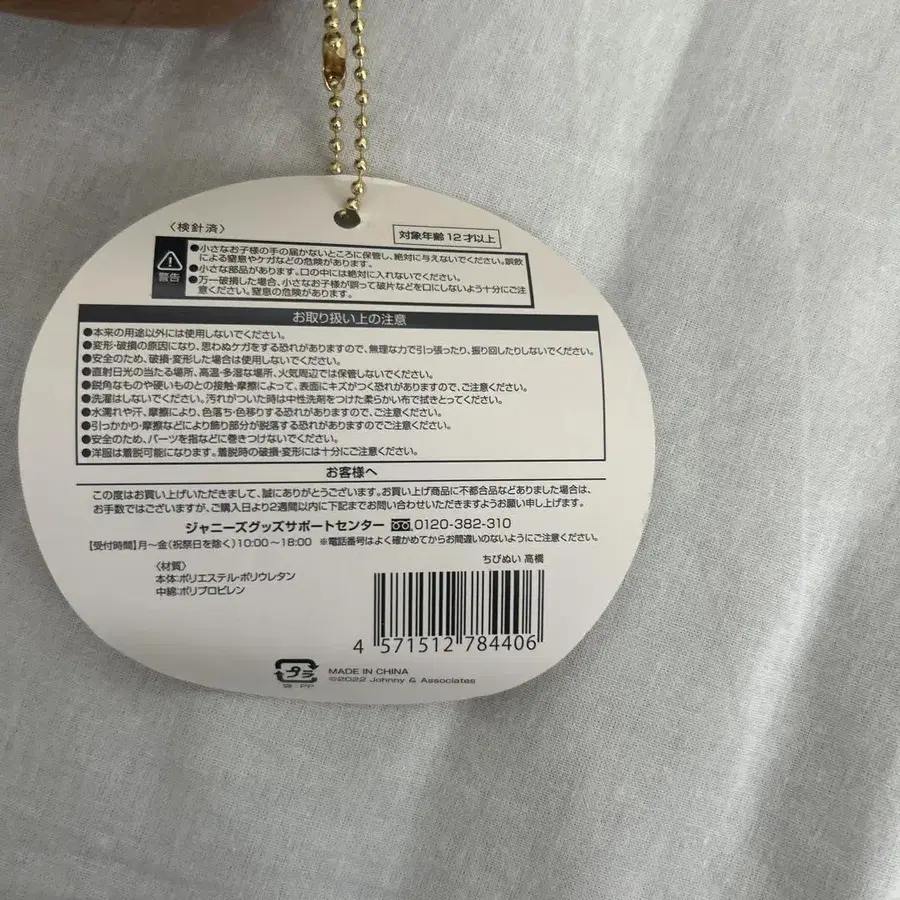 〈検針済〉
対象年齢12才以上
警告
●小さなお子様の手の届かないところに保管し、絶対に与えないでください。誤飲
による窒息やケガなどの危険があります。
●小さな部品があります。口の中には絶対に入れないでください。
●万一破損した場合、小さなお子様が誤って破片などを口にしないよう十分にご注
意ください。窒息の危険があります。
お取り扱い上の注意
●本来の用途以外には使用しないでください。
●変形・破損の原因になり、思わぬケガをする恐れがありますので、無理な力で引っ張ったり、振り回したりしないでください。
●安全のため、破損・変形した場合は使用しないでください。
●直射日光の当たる場所、高温・多湿な場所、火気周辺では保管しないでください。
●鋭角なものや硬いものとの接触・摩擦によって、表面にキズがつく恐れがありますので、ご注意ください。
●洗濯はしないでください。汚れがついた時は中性洗剤をつけた柔らかい布で拭きとってください。
●水濡れや汗、摩擦により、色落ち・色移りする恐れがありますので、ご注意ください。
●引っかかり・摩擦などにより飾り部分が脱落する恐れがありますので、ご注意ください。
●安全のため、パーツを指などに巻きつけないでください。
●洋服は着脱可能になります。着脱時の破損・変形には十分にご注意ください。
お客様へ
この度はお買い上げいただきまして、誠にありがとうございます。お買い上げ商品に不都合品などありました場合は、
お手数ではございますが、ご購入日より2週間以内に下記までお問い合わせいただきますようお願い申し上げます。
ジャニーズグッズサポートセンター 0120-382-310
【受付時間】月～金(祝祭日を除く)10:00～18:00 ※電話番号はよく確かめてからお間違いのないようにご注意ください。
ちびぬい 高橋
〈材質〉
本体:ポリエステル・ポリウレタン
中綿:ポリプロピレン
4 571512 784406
プラ
袋:PP
MADE IN CHINA
©2022 Johnny & Associates